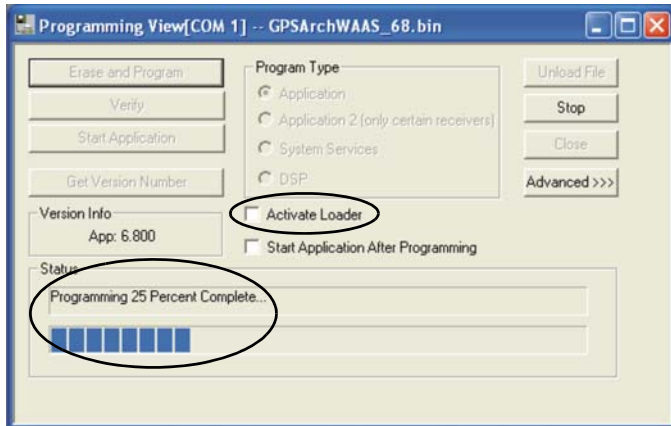 Programming View[COM 1] -- GPSArchWAAS_68.bin
Erase and Program
Verify
Start Application
Get Version Number
Program Type
Application
Application 2 (only certain receivers)
System Services
DSP
Unload File
Stop
Close
Advanced >>>
Version Info
App: 6.800
Activate Loader
Start Application After Programming
Status
Programming 25 Percent Complete...